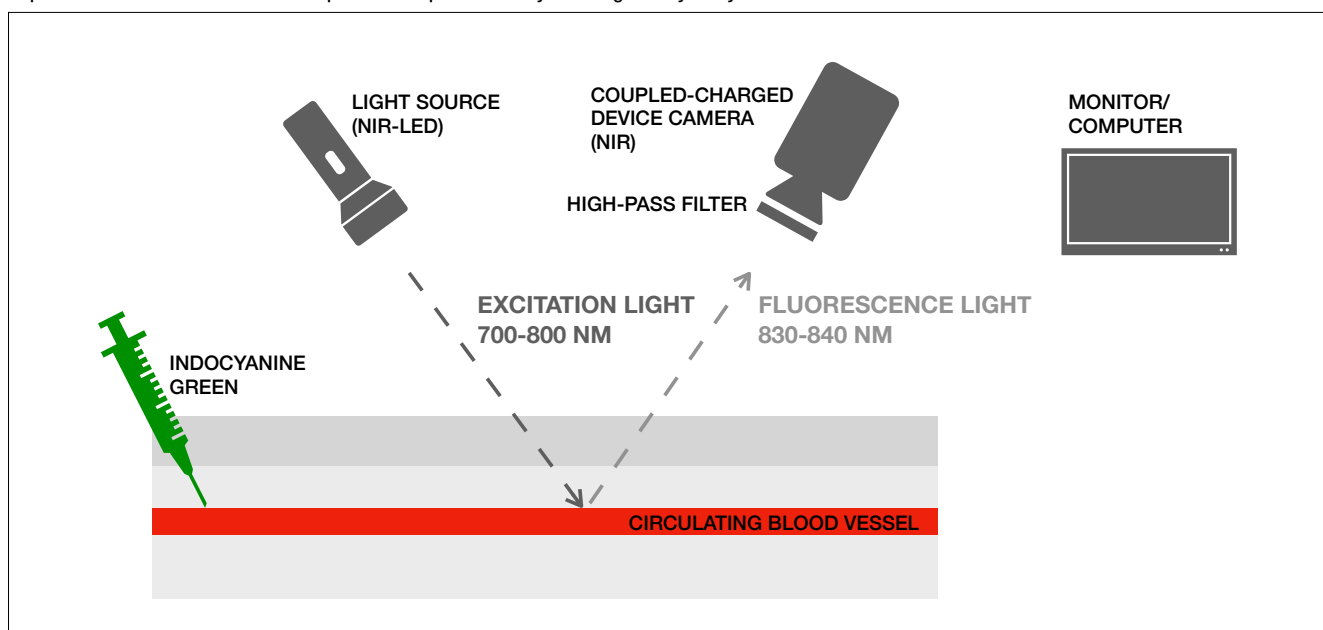 LIGHT SOURCE
(NIR-LED)
COUPLED-CHARGED
DEVICE CAMERA
(NIR)
MONITOR/
COMPUTER
HIGH-PASS FILTER
EXCITATION LIGHT
700-800 NM
FLUORESCENCE LIGHT
830-840 NM
INDOCYANINE
GREEN
CIRCULATING BLOOD VESSEL